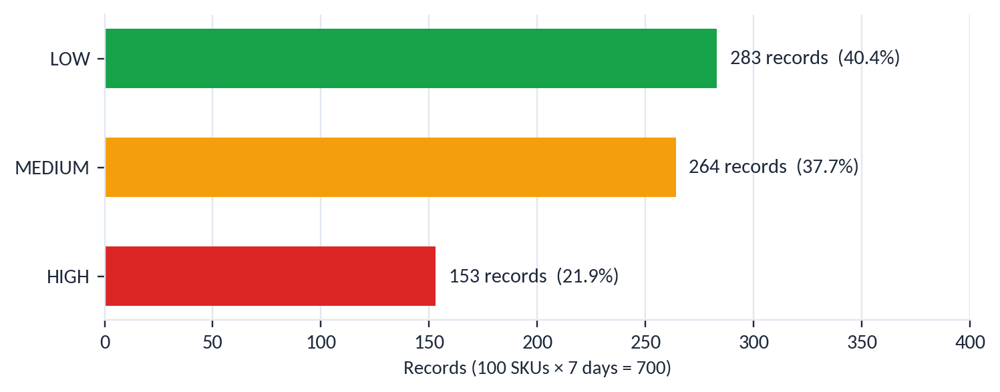 LOW
283 records (40.4%)
MEDIUM
264 records (37.7%)
HIGH
153 records (21.9%)
0 50 100 150 200 250 300 350 400
Records (100 SKUs × 7 days = 700)